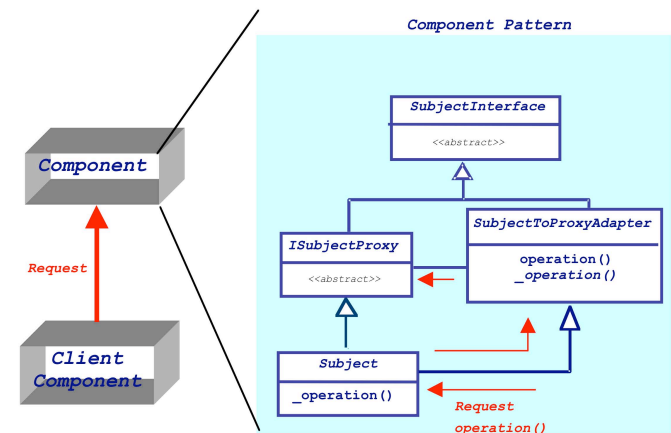 Component Pattern
SubjectInterface
<<abstract>>
Component
SubjectToProxyAdapter
ISubjectProxy
operation()
_operation()
<<abstract>>
Request
Client
Component
Subject
_operation()
Request
operation()